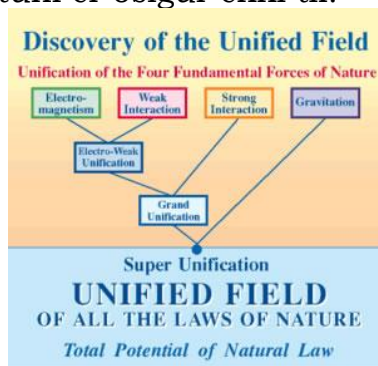 Discovery of the Unified Field
Unification of the Four Fundamental Forces of Nature
Electro-
magnetism
Weak
Interaction
Strong
Interaction
Gravitation
Electro-Weak
Unification
Grand
Unification
Super Unification
UNIFIED FIELD
OF ALL THE LAWS OF NATURE
Total Potential of Natural Law